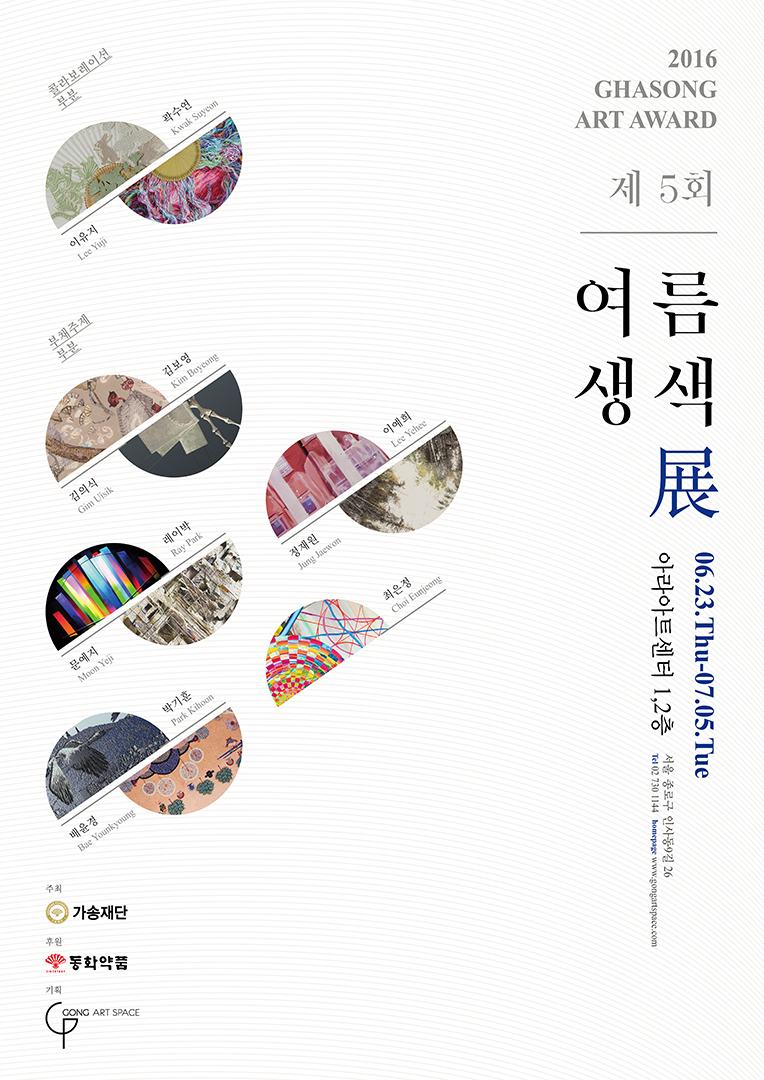 2016
GHASONG
ART AWARD
제 5회
여름
생색
展
06.23.Thu-07.05.Tue
아라아트센터 1,2층
서울 종로구 인사동9길 26
Tel 02 730 1144 homepage www.gongartspace.com
콜라보레이션
부분
곽수연
Kwak Suyeon
이유지
Lee Yuji
부채주제
부분
김보영
Kim Boyeong
김의식
Gim Uisik
이예희
Lee Yehee
정재원
Jung Jaewon
레이박
Ray Park
문예지
Moon Yeji
최은정
Choi Eunjeong
박기훈
Park Kihoon
배윤경
Bae Younkyoung
주최
가송재단
후원
동화약품
기획
GONG ART SPACE